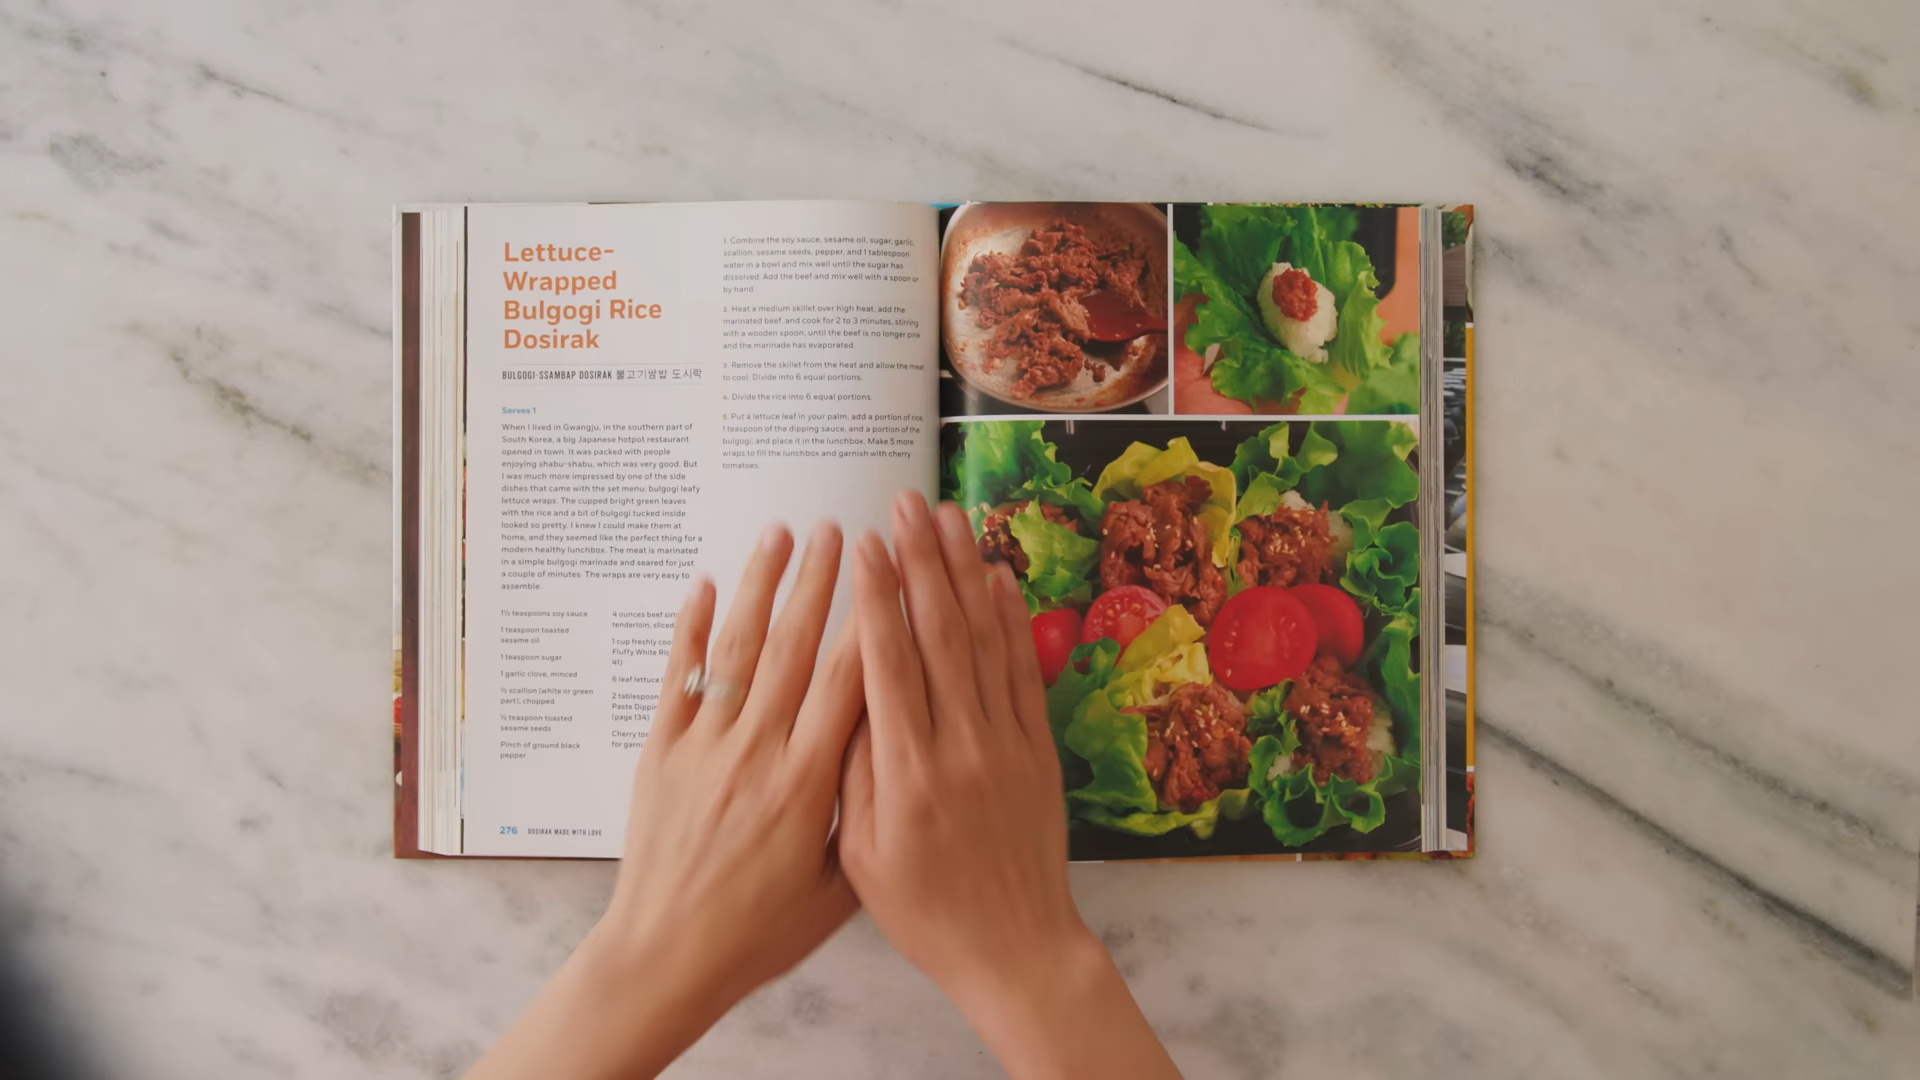 Lettuce-
Wrapped
Bulgogi Rice
Dosirak
BULGOGI-SSAMBAP DOSIRAK 불고기쌈밥 도시락
Serves 1
When I lived in Gwangju, in the southern part of
South Korea, a big Japanese hotpot restaurant
opened in town. It was packed with people
enjoying shabu-shabu, which was very good. But
I was much more impressed by one of the side
dishes that came with the set menu: bulgogi leafy
lettuce wraps. The cupped bright green leaves
with the rice and a bit of bulgogi tucked inside
looked so pretty. I knew I could make them at
home, and they seemed like the perfect thing for a
modern healthy lunchbox. The meat is marinated
in a simple bulgogi marinade and seared for just
a couple of minutes. The wraps are very easy to
assemble.
1½ teaspoons soy sauce
1 teaspoon toasted
sesame oil
1 teaspoon sugar
1 garlic clove, minced
½ scallion (white or green
part), chopped
½ teaspoon toasted
sesame seeds
Pinch of ground black
pepper
4 ounces beef
tenderloin, sliced
1 cup freshly
Fluffy White
41)
6 leaf lettuce
2 tablespoon
Paste
(page 134)
Cherry
for
1. Combine the soy sauce, sesame oil, sugar, garlic,
scallion, sesame seeds, pepper, and 1 tablespoon
water in a bowl and mix well until the sugar has
dissolved. Add the beef and mix well with a spoon or
by hand.
2. Heat a medium skillet over high heat, add the
marinated beef, and cook for 2 to 3 minutes, stirring
with a wooden spoon, until the beef is no longer pink
and the marinade has evaporated.
3. Remove the skillet from the heat and allow the meat
to cool. Divide into 6 equal portions.
4. Divide the rice into 6 equal portions.
5. Put a lettuce leaf in your palm, add a portion of rice,
1 teaspoon of the dipping sauce, and a portion of the
bulgogi, and place it in the lunchbox. Make 5 more
wraps to fill the lunchbox and garnish with cherry
tomatoes.
276 DOSIRAK MADE WITH LOVE